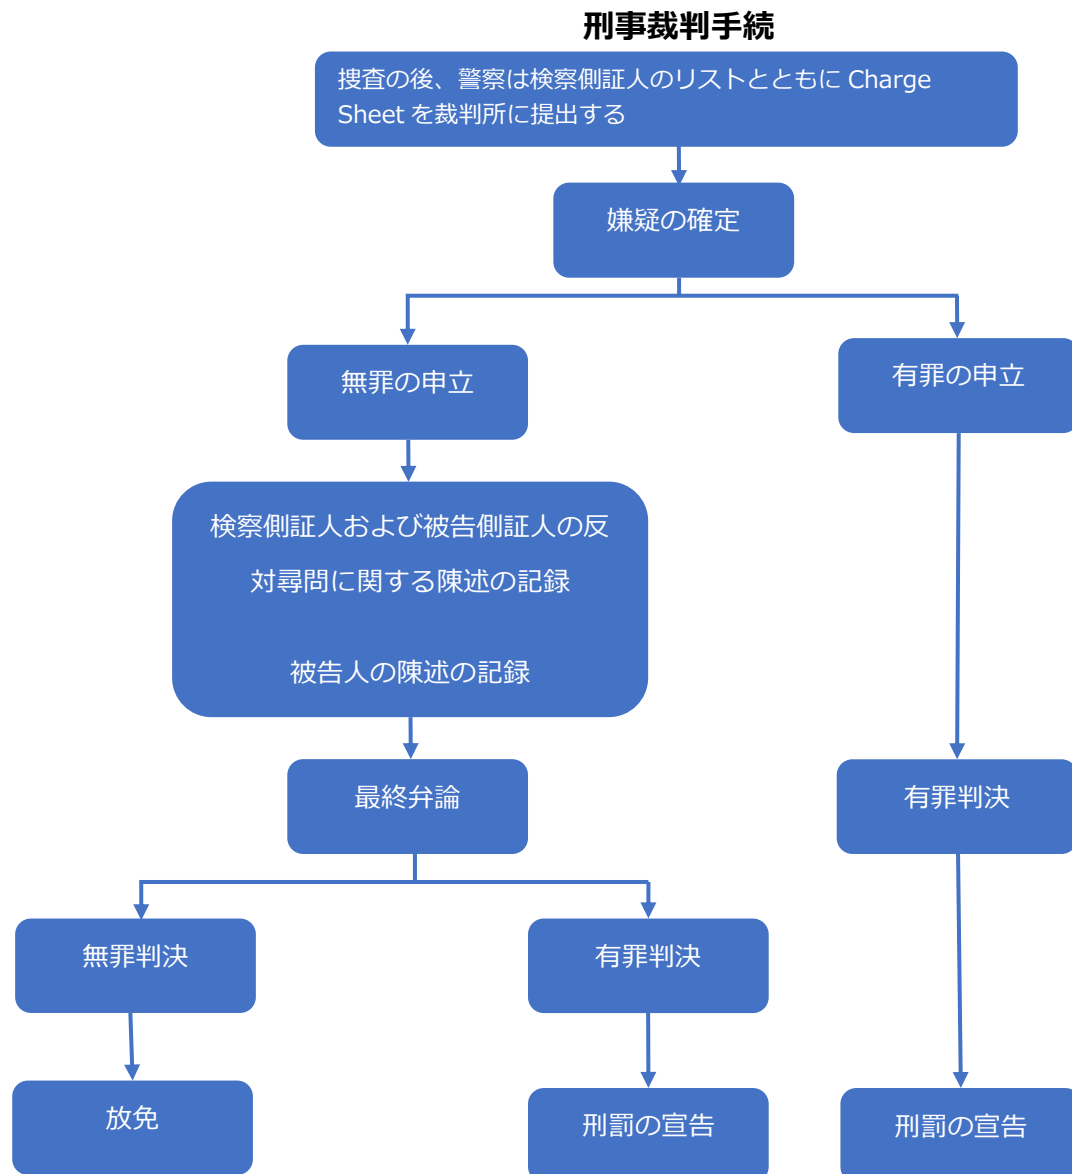 刑事裁判手続
捜査の後、警察は検察側証人のリストとともに Charge
Sheet を裁判所に提出する
嫌疑の確定
無罪の申立
有罪の申立
検察側証人および被告側証人の反
対尋問に関する陳述の記録
被告人の陳述の記録
最終弁論
有罪判決
無罪判決
有罪判決
放免
刑罰の宣告
刑罰の宣告